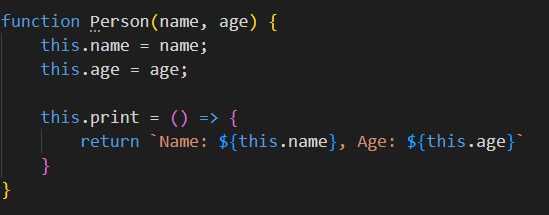 function Person(name, age) {
    this.name = name;
    this.age = age;

    this.print = () => {
        return `Name: ${this.name}, Age: ${this.age}`
    }
}